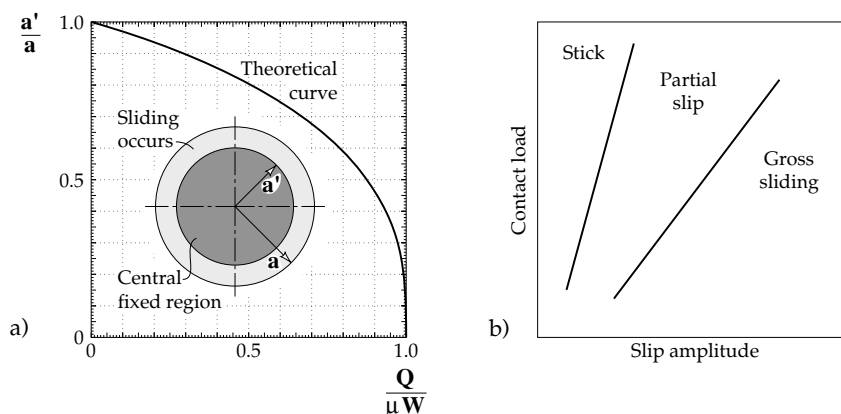 a'
a
1.0
0.5
0
Theoretical
curve
Sliding
occurs
a'
a
Central
fixed region
a)
0
0.5
1.0
Q
μ W
Stick
Partial
slip
Gross
sliding
Contact load
b)
Slip amplitude